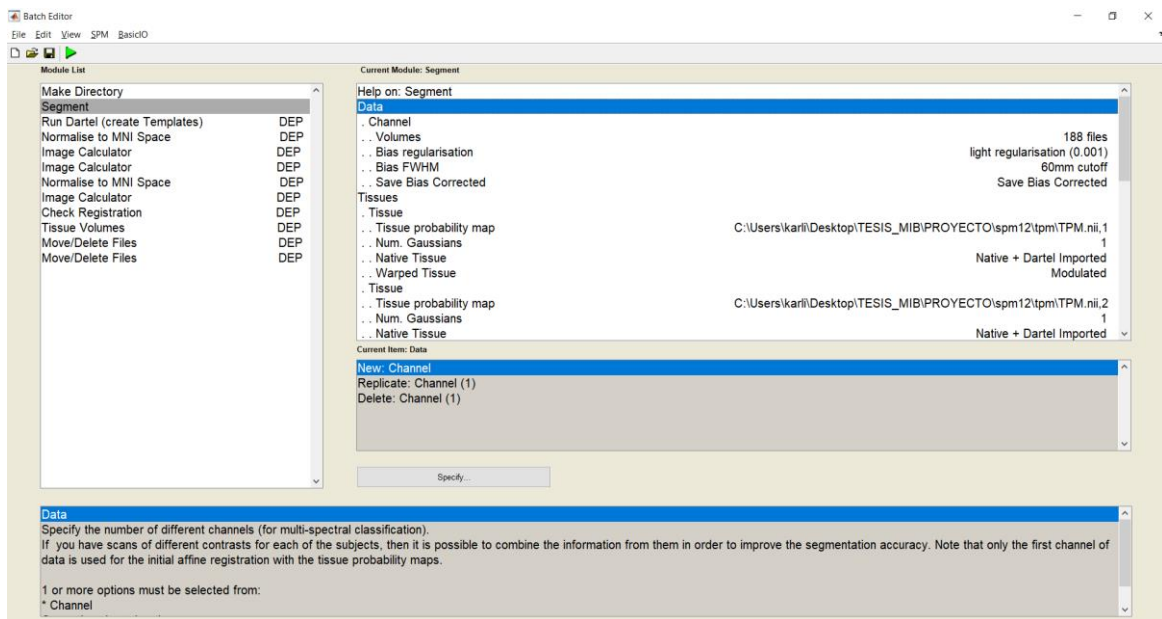 Batch Editor
File Edit View SPM BasicIO
Module List
Make Directory
Segment
Run Dartel (create Templates) DEP
Normalise to MNI Space DEP
Image Calculator DEP
Image Calculator DEP
Normalise to MNI Space DEP
Image Calculator DEP
Check Registration DEP
Tissue Volumes DEP
Move/Delete Files DEP
Move/Delete Files DEP
Current Module: Segment
Help on: Segment
Data
. Channel
. . Volumes 188 files
. . Bias regularisation light regularisation (0.001)
. . Bias FWHM 60mm cutoff
. . Save Bias Corrected Save Bias Corrected
Tissues
. Tissue
. . Tissue probability map C:\Users\karli\Desktop\TESIS_MIB\PROYECTO\spm12\tpm\TPM.nii,1
. . Num. Gaussians 1
. . Native Tissue Native + Dartel Imported
. . Warped Tissue Modulated
. Tissue
. . Tissue probability map C:\Users\karli\Desktop\TESIS_MIB\PROYECTO\spm12\tpm\TPM.nii,2
. . Num. Gaussians 1
. . Native Tissue Native + Dartel Imported
Current Item: Data
New: Channel
Replicate: Channel (1)
Delete: Channel (1)
Specify...
Data
Specify the number of different channels (for multi-spectral classification).
If you have scans of different contrasts for each of the subjects, then it is possible to combine the information from them in order to improve the segmentation accuracy. Note that only the first channel of
data is used for the initial affine registration with the tissue probability maps.
1 or more options must be selected from:
* Channel